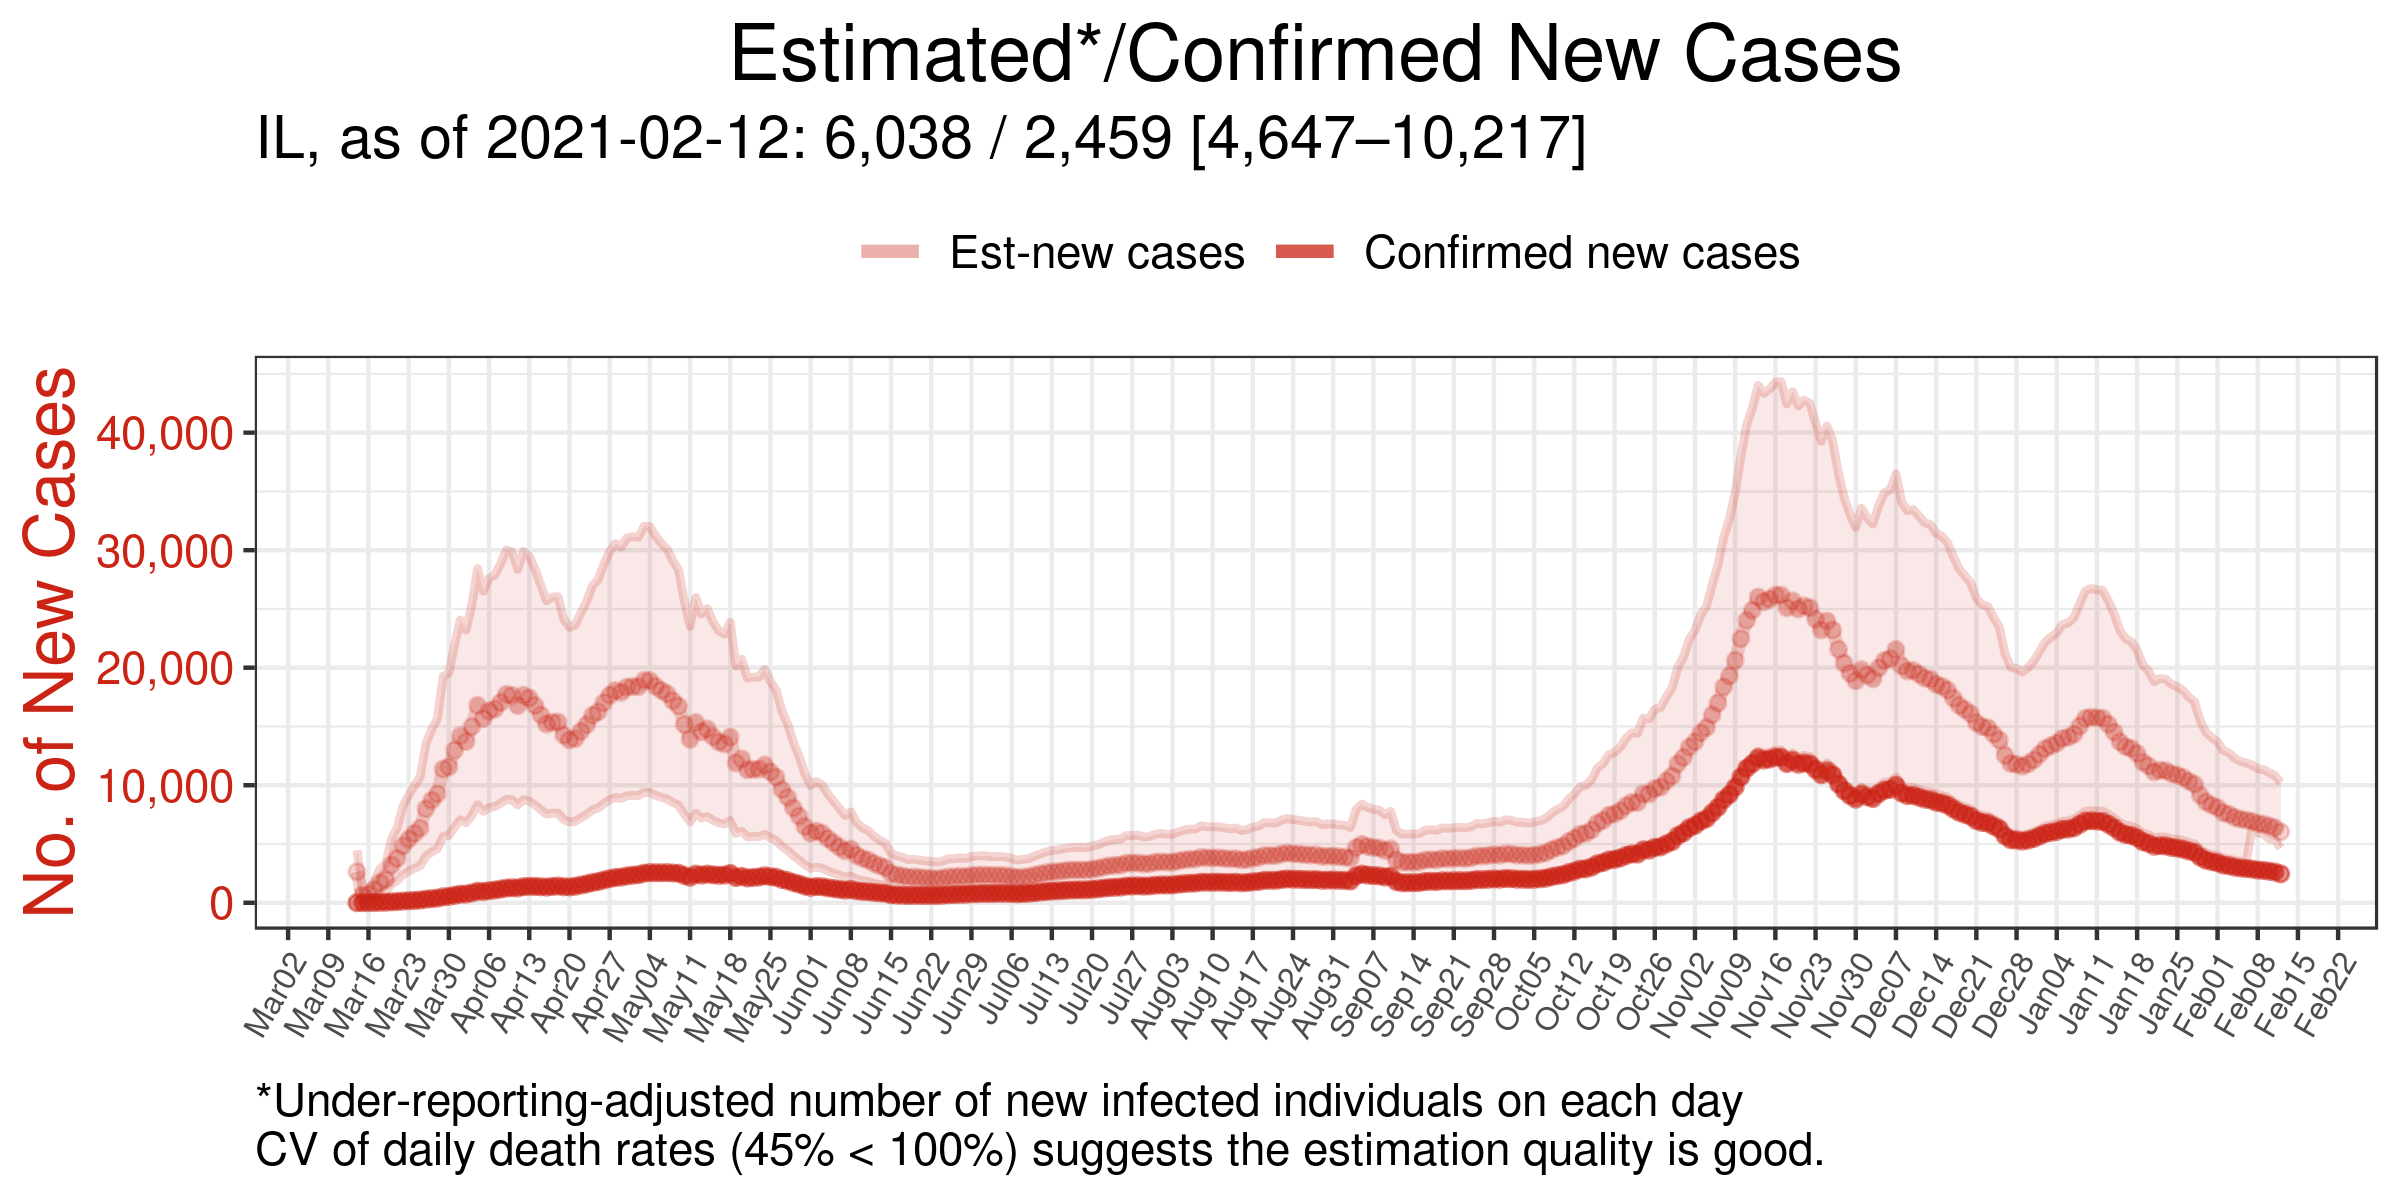 Estimated*/Confirmed New Cases
IL, as of 2021-02-12: 6,038 / 2,459 [4,647–10,217]
Est-new cases
Confirmed new cases
No. of New Cases
40,000
30,000
20,000
10,000
0
Mar02
Mar09
Mar16
Mar23
Mar30
Apr06
Apr13
Apr20
Apr27
May04
May11
May18
May25
Jun01
Jun08
Jun15
Jun22
Jun29
Jul06
Jul13
Jul20
Jul27
Aug03
Aug10
Aug17
Aug24
Aug31
Sep07
Sep14
Sep21
Sep28
Oct05
Oct12
Oct19
Oct26
Nov02
Nov09
Nov16
Nov23
Nov30
Dec07
Dec14
Dec21
Dec28
Jan04
Jan11
Jan18
Jan25
Feb01
Feb08
Feb15
Feb22
*Under-reporting-adjusted number of new infected individuals on each day
CV of daily death rates (45% < 100%) suggests the estimation quality is good.